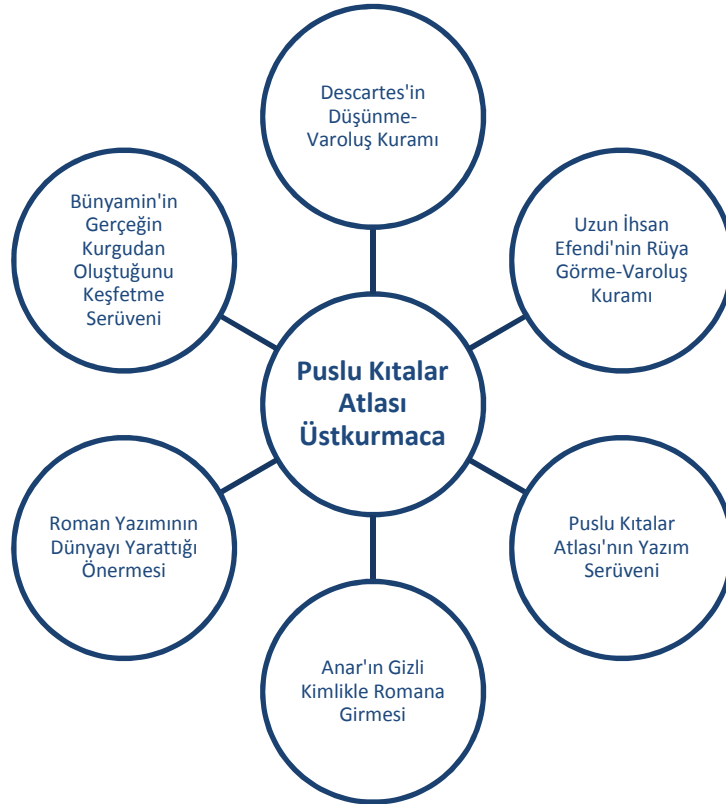 Descartes'in
Düşünme-
Varoluş Kuramı
Bünyamin'in
Gerçeğin
Kurgudan
Oluştuğunu
Keşfetme
Serüveni
Uzun İhsan
Efendi'nin Rüya
Görme-Varoluş
Kuramı
Puslu Kıtalar
Atlası
Üstkurmaca
Roman Yazımının
Dünyayı Yarattığı
Önermesi
Puslu Kıtalar
Atlası'nın Yazım
Serüveni
Anar'ın Gizli
Kimlikle Romana
Girmesi